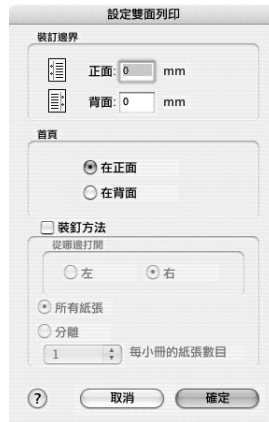 設定雙面列印
裝訂邊界
正面: 0 mm
背面: 0 mm
首頁
在正面
在背面
裝釘方法
從哪邊打開
左 右
所有紙張
分離
1 每小冊的紙張數目
? 取消 確定